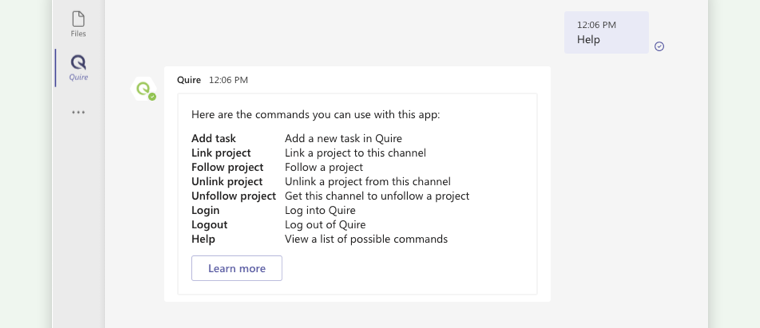 12:06 PM
Help
Files
Quire
Quire 12:06 PM
Here are the commands you can use with this app:
Add task Add a new task in Quire
Link project Link a project to this channel
Follow project Follow a project
Unlink project Unlink a project from this channel
Unfollow project Get this channel to unfollow a project
Login Log into Quire
Logout Log out of Quire
Help View a list of possible commands
Learn more